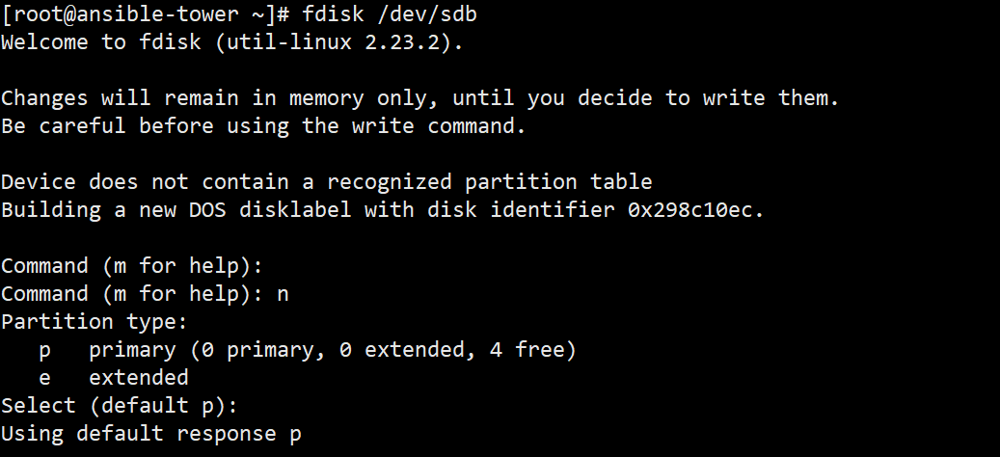 [root@ansible-tower ~]# fdisk /dev/sdb
Welcome to fdisk (util-linux 2.23.2).
Changes will remain in memory only, until you decide to write them.
Be careful before using the write command.
Device does not contain a recognized partition table
Building a new DOS disklabel with disk identifier 0x298c10ec.
Command (m for help):
Command (m for help): n
Partition type:
   p   primary (0 primary, 0 extended, 4 free)
   e   extended
Select (default p):
Using default response p